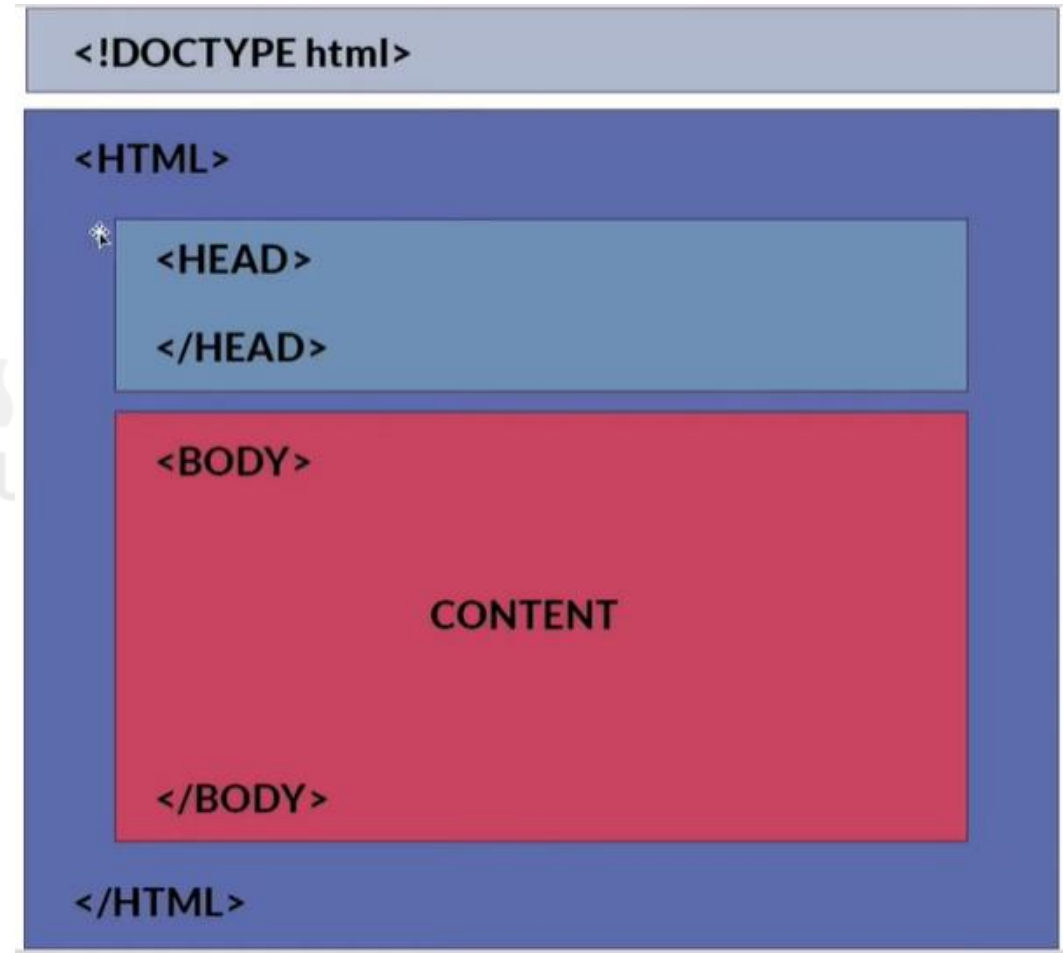 <!DOCTYPE html>
<HTML>
<HEAD>
</HEAD>
<BODY>
CONTENT
</BODY>
</HTML>